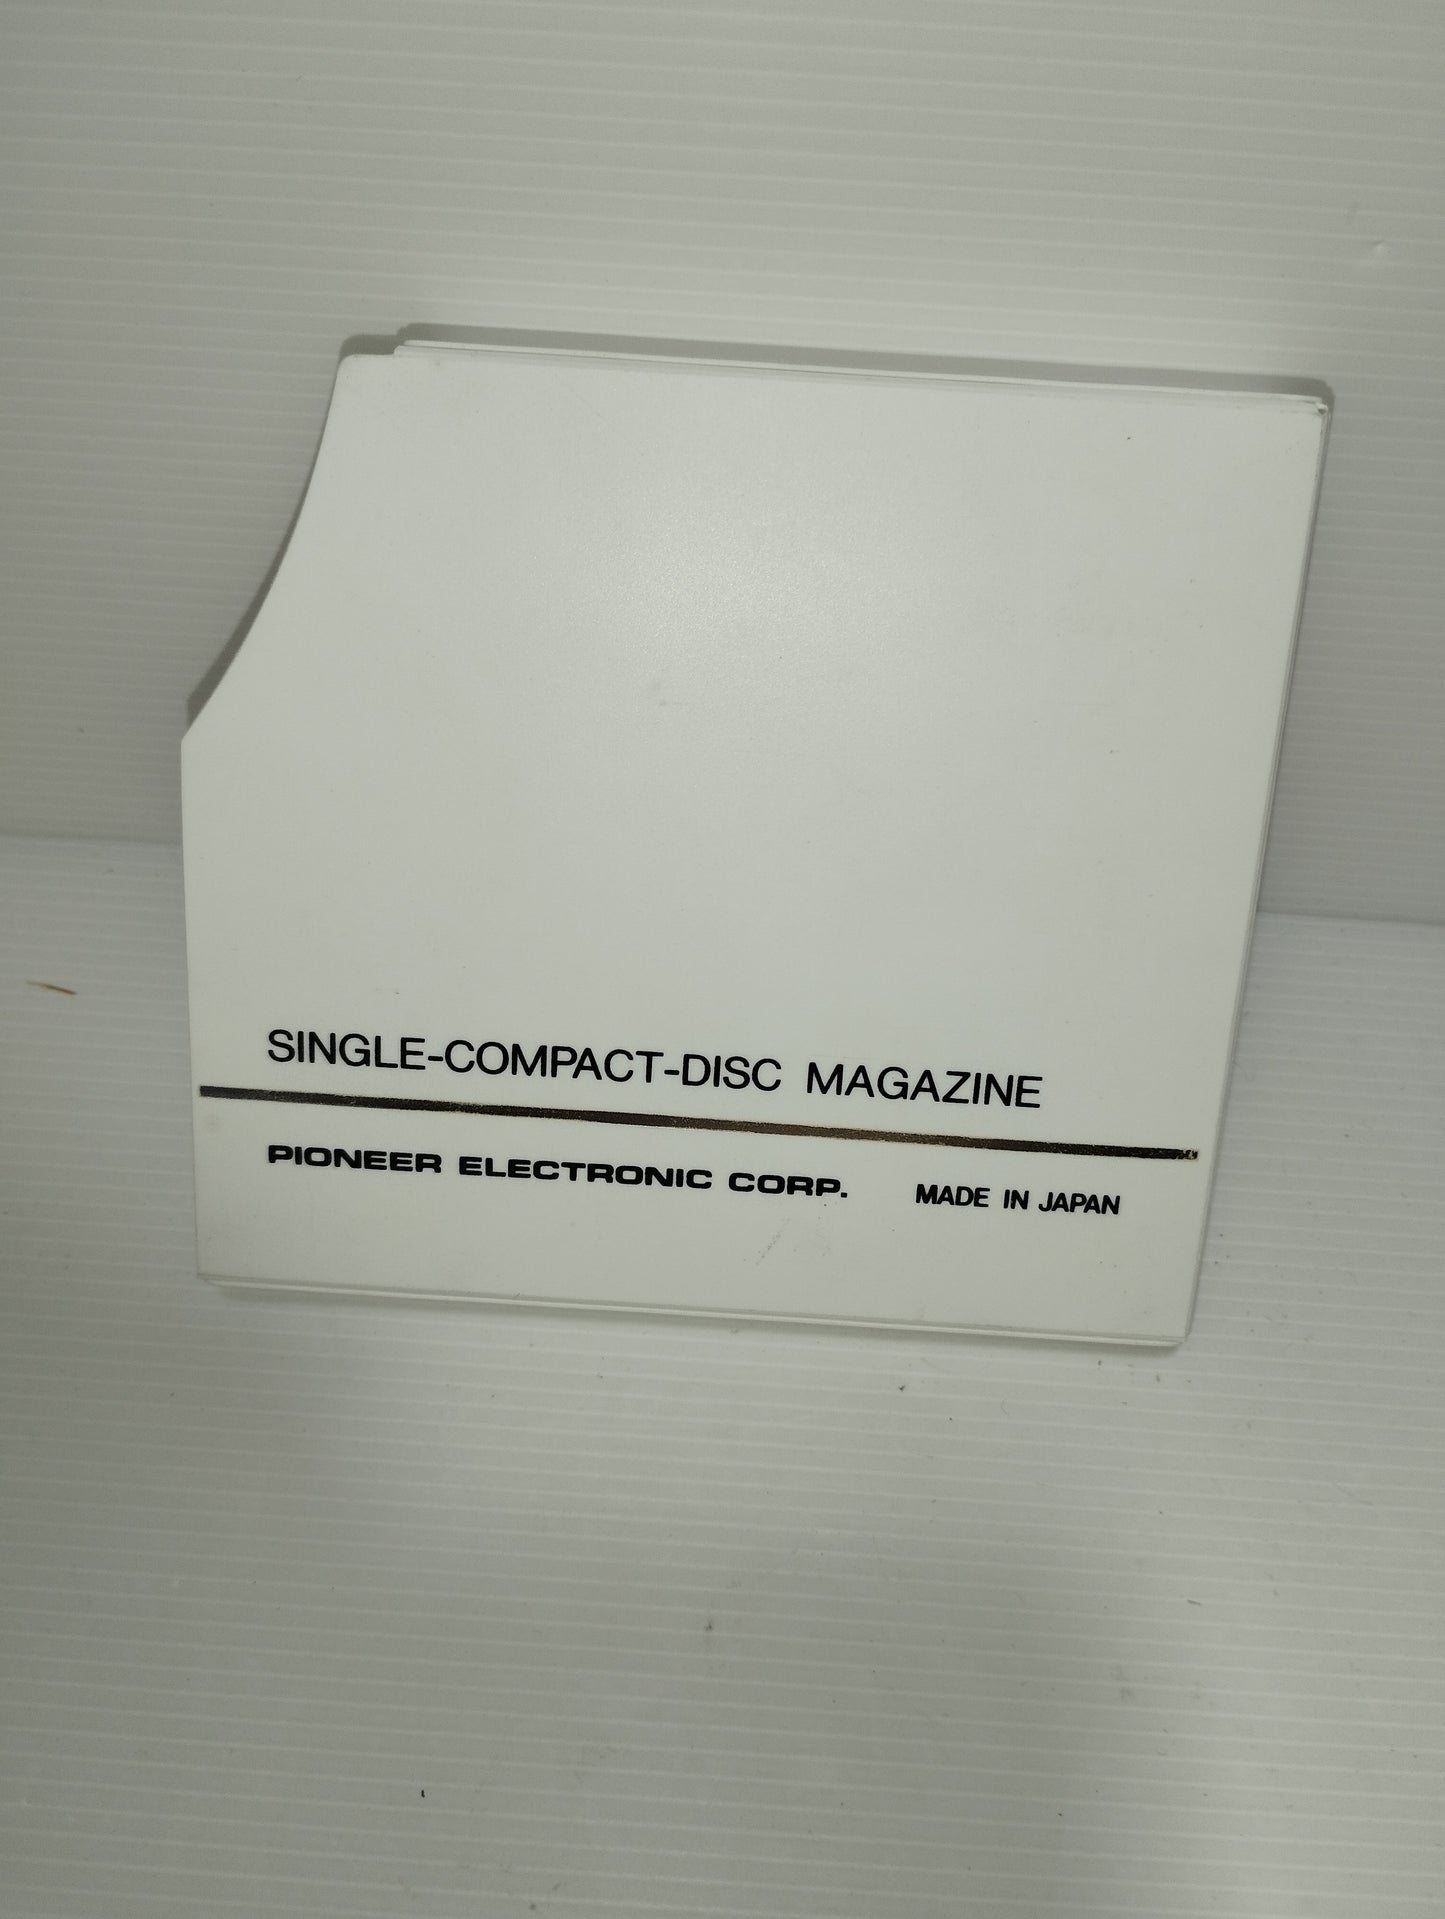 SINGLE-COMPACT-DISC MAGAZINE
PIONEER ELECTRONIC CORP. MADE IN JAPAN